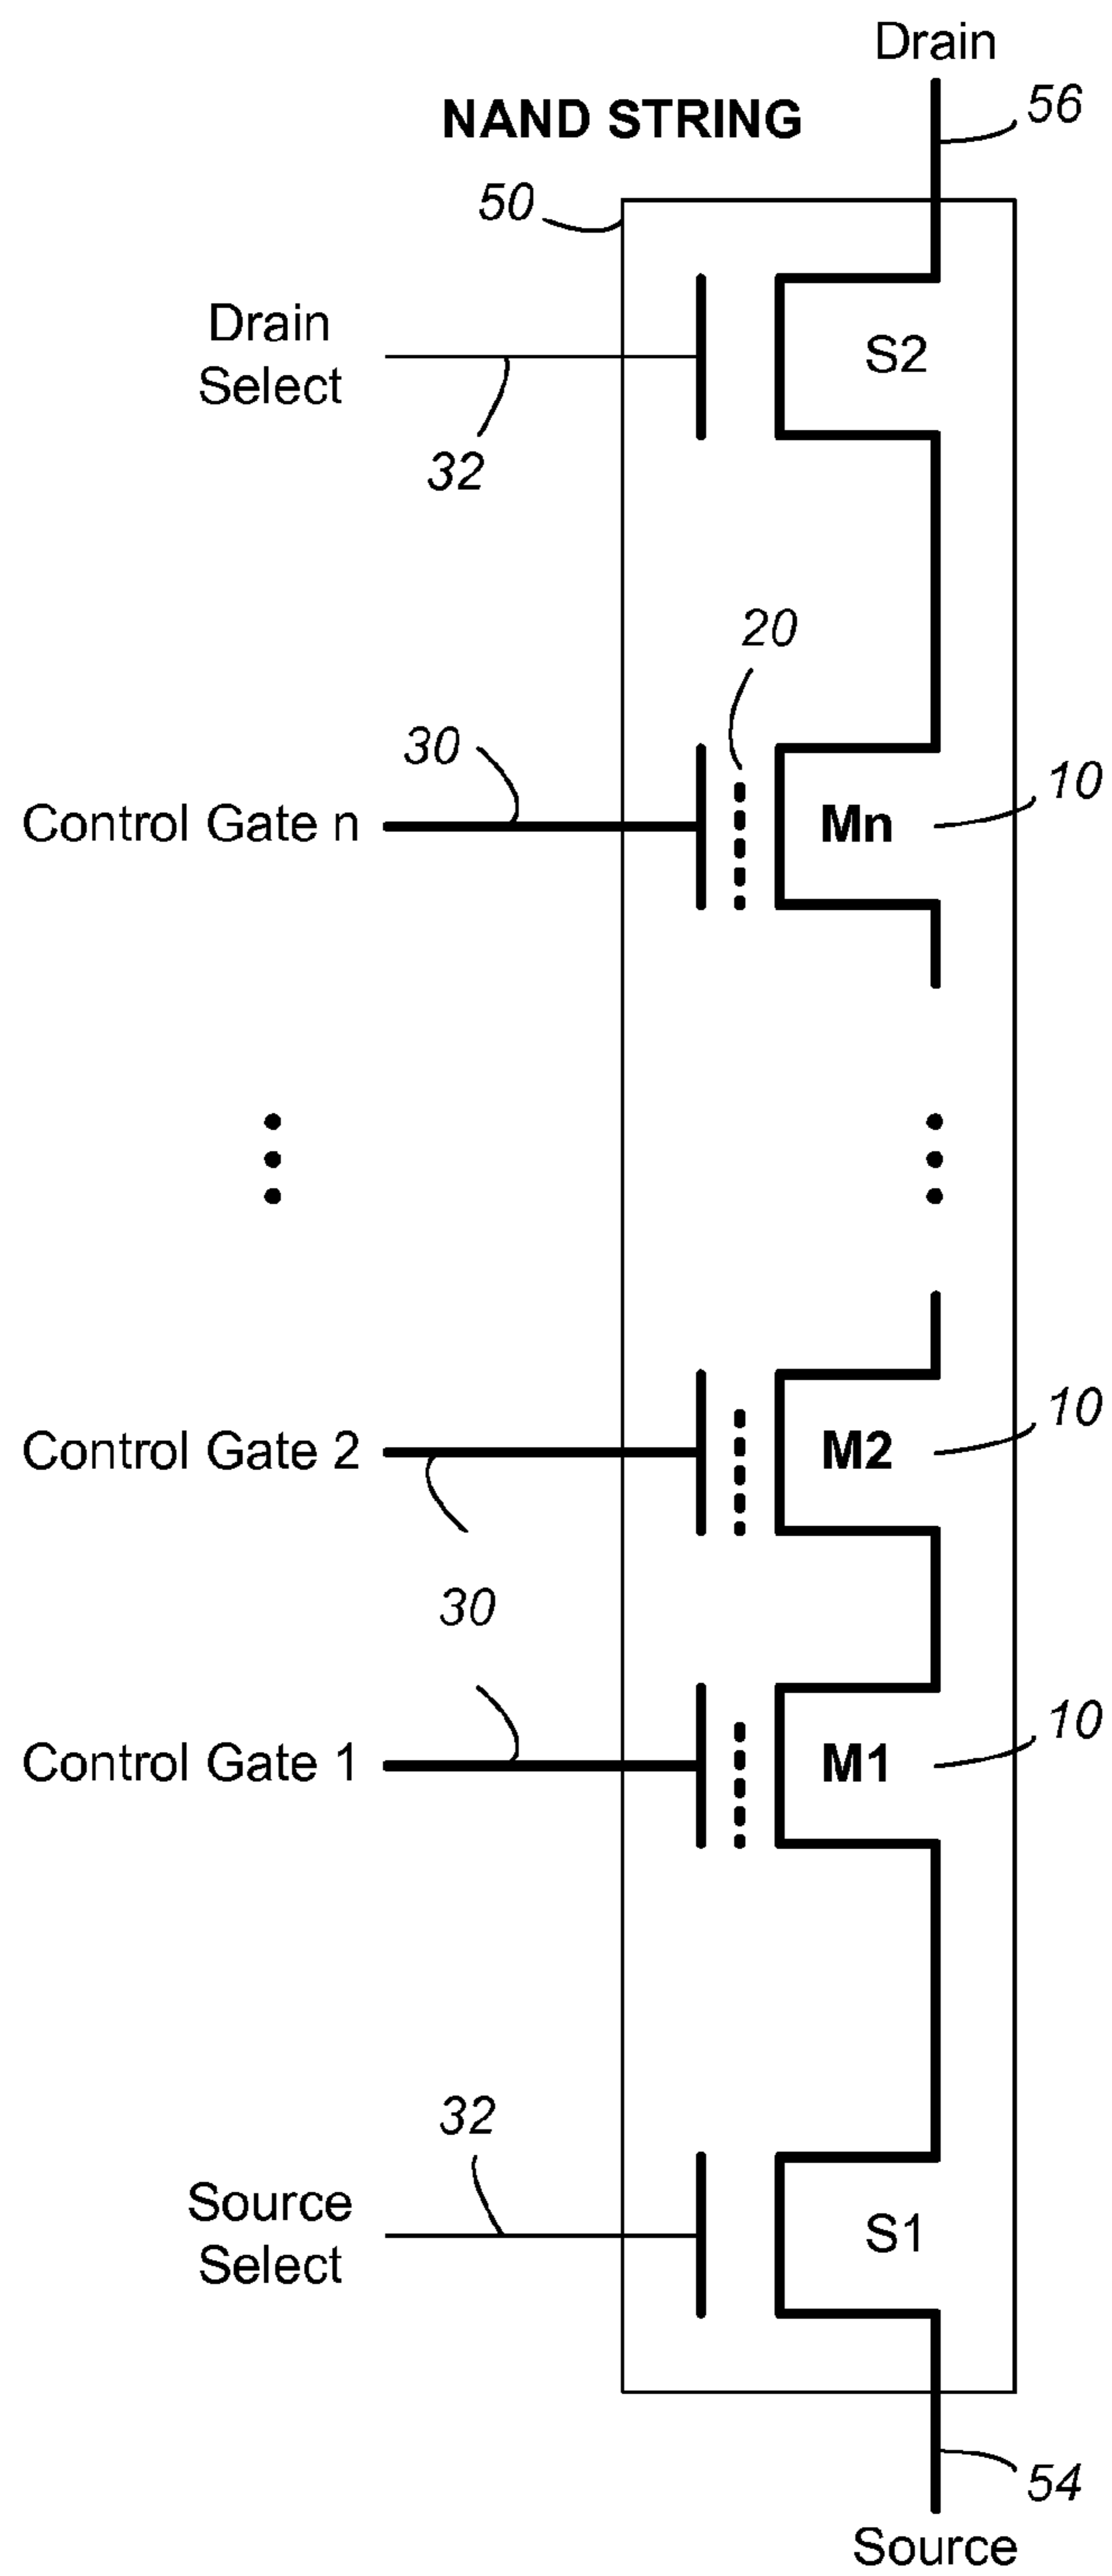 Drain
56
NAND STRING
50
Drain
Select
S2
32
20
30
10
Control Gate n
Mn
10
Control Gate 2
M2
30
10
Control Gate 1
M1
32
Source
Select
S1
54
Source